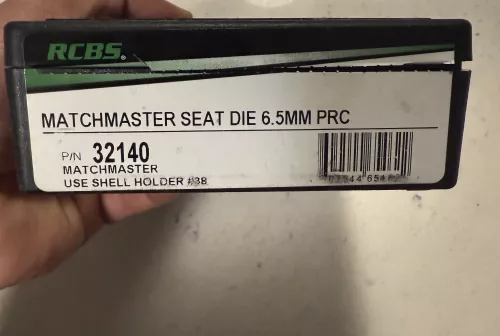 RCBS
MATCHMASTER SEAT DIE 6.5MM PRC
P/N 32140
MATCHMASTER
USE SHELL HOLDER #38